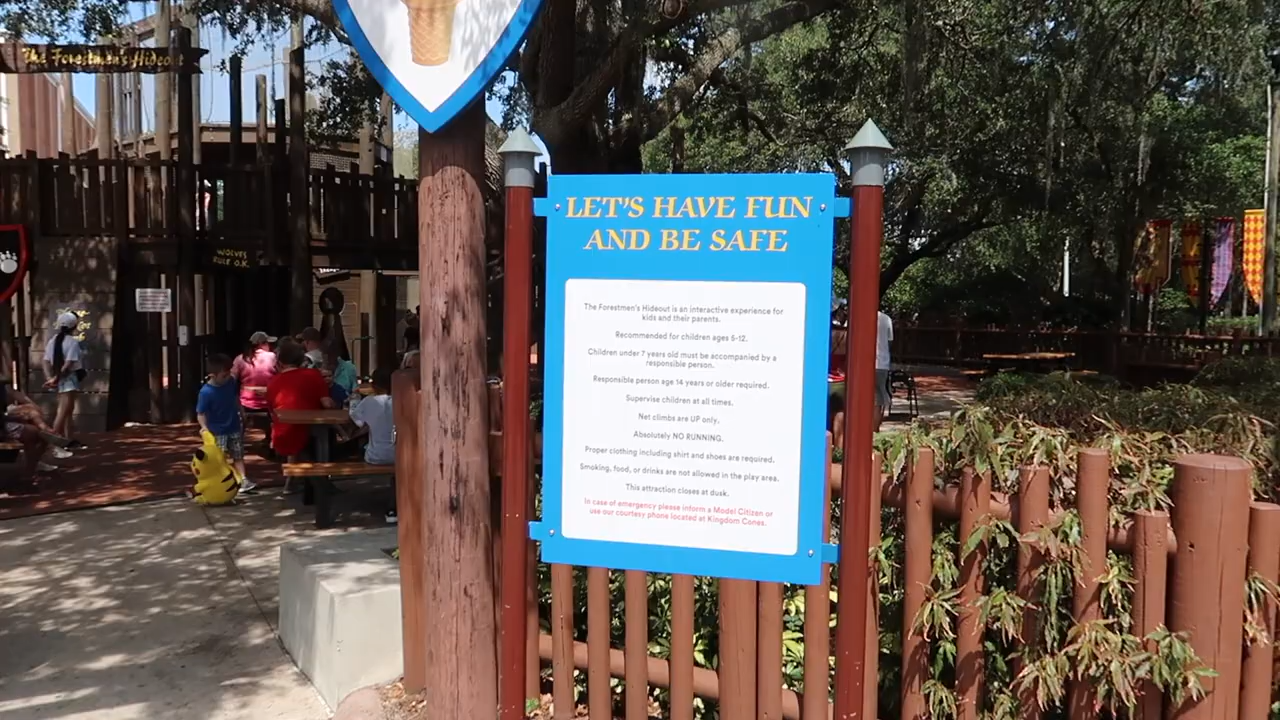 The Forestmen's Hideout
WOLVES
RULE O.K.
LET'S HAVE FUN
AND BE SAFE
The Forestmen's Hideout is an interactive experience for
kids and their parents.
Recommended for children ages 5-12.
Children under 7 years old must be accompanied by a
responsible person.
Responsible person age 14 years or older required.
Supervise children at all times.
Net climbs are UP only.
Absolutely NO RUNNING.
Proper clothing including shirt and shoes are required.
Smoking, food, or drinks are not allowed in the play area.
This attraction closes at dusk.
In case of emergency please inform a Model Citizen or
use our courtesy phone located at Kingdom Cones.